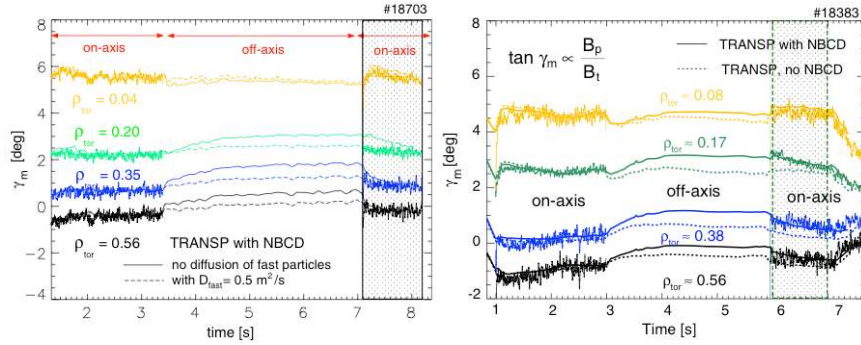 #18703
on-axis
off-axis
on-axis
γm [deg]
8
6
4
2
0
-2
-4
ρtor = 0.04
ρtor = 0.20
ρtor = 0.35
ρtor = 0.56
TRANSP with NBCD
no diffusion of fast particles
with Dfast= 0.5 m²/s
2
3
4
5
6
7
8
time [s]
#18383
tan γm ∝ Bp
Bt
TRANSP with NBCD
TRANSP, no NBCD
γm [deg]
8
6
4
2
0
-2
ρtor≈ 0.08
ρtor≈ 0.17
on-axis
off-axis
on-axis
ρtor≈ 0.38
ρtor≈ 0.56
1
2
3
4
5
6
7
Time [s]